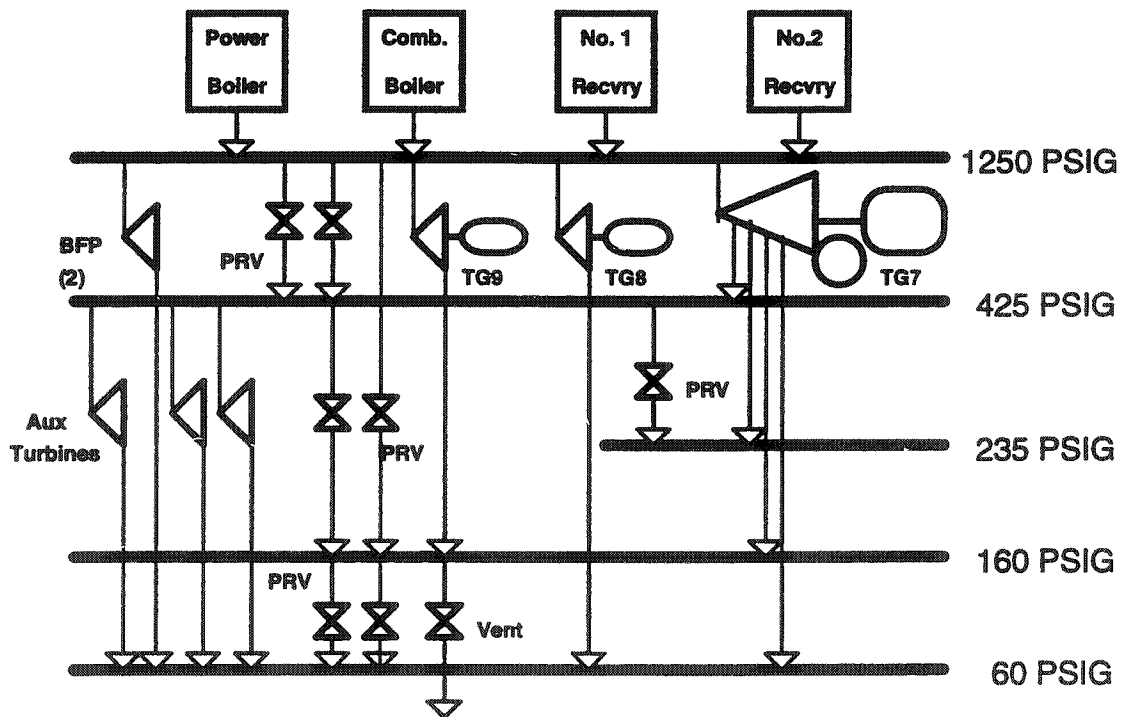 Power
Boiler
Comb.
Boiler
No. 1
Recvry
No.2
Recvry
1250 PSIG
BFP
(2)
PRV
TG9
TG8
TG7
425 PSIG
Aux
Turbines
PRV
PRV
235 PSIG
160 PSIG
PRV
Vent
60 PSIG